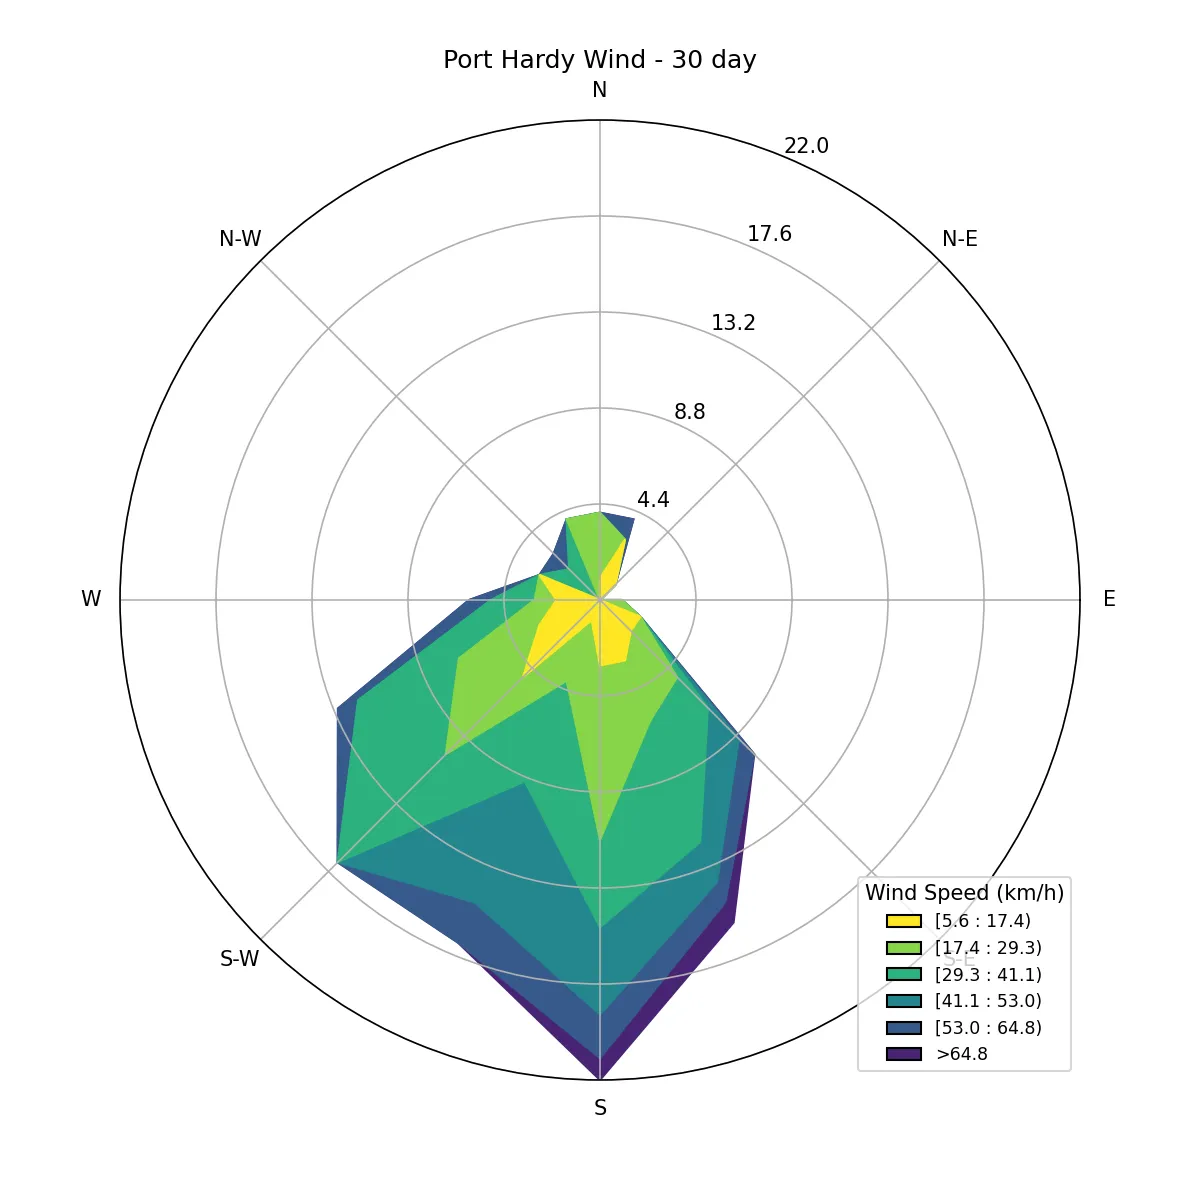 Port Hardy Wind - 30 day
N
22.0
17.6
N-W
N-E
13.2
8.8
4.4
W
E
Wind Speed (km/h)
[5.6 : 17.4)
[17.4 : 29.3)
S-W
S-E
[29.3 : 41.1)
[41.1 : 53.0)
[53.0 : 64.8)
>64.8
S